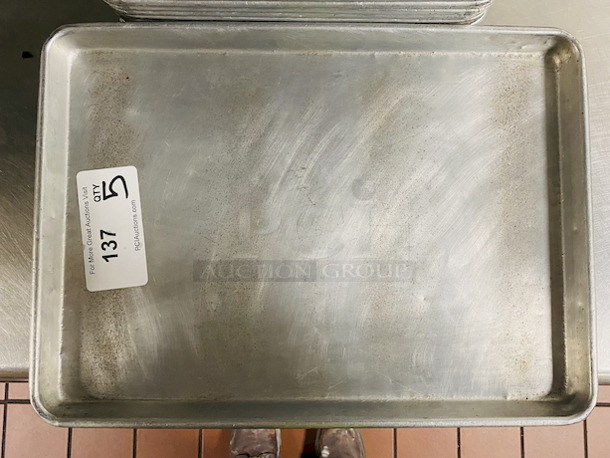 For More Great Auctions Visit
137 QTY 5
PCIAuctions.com
AUCTION GROUP